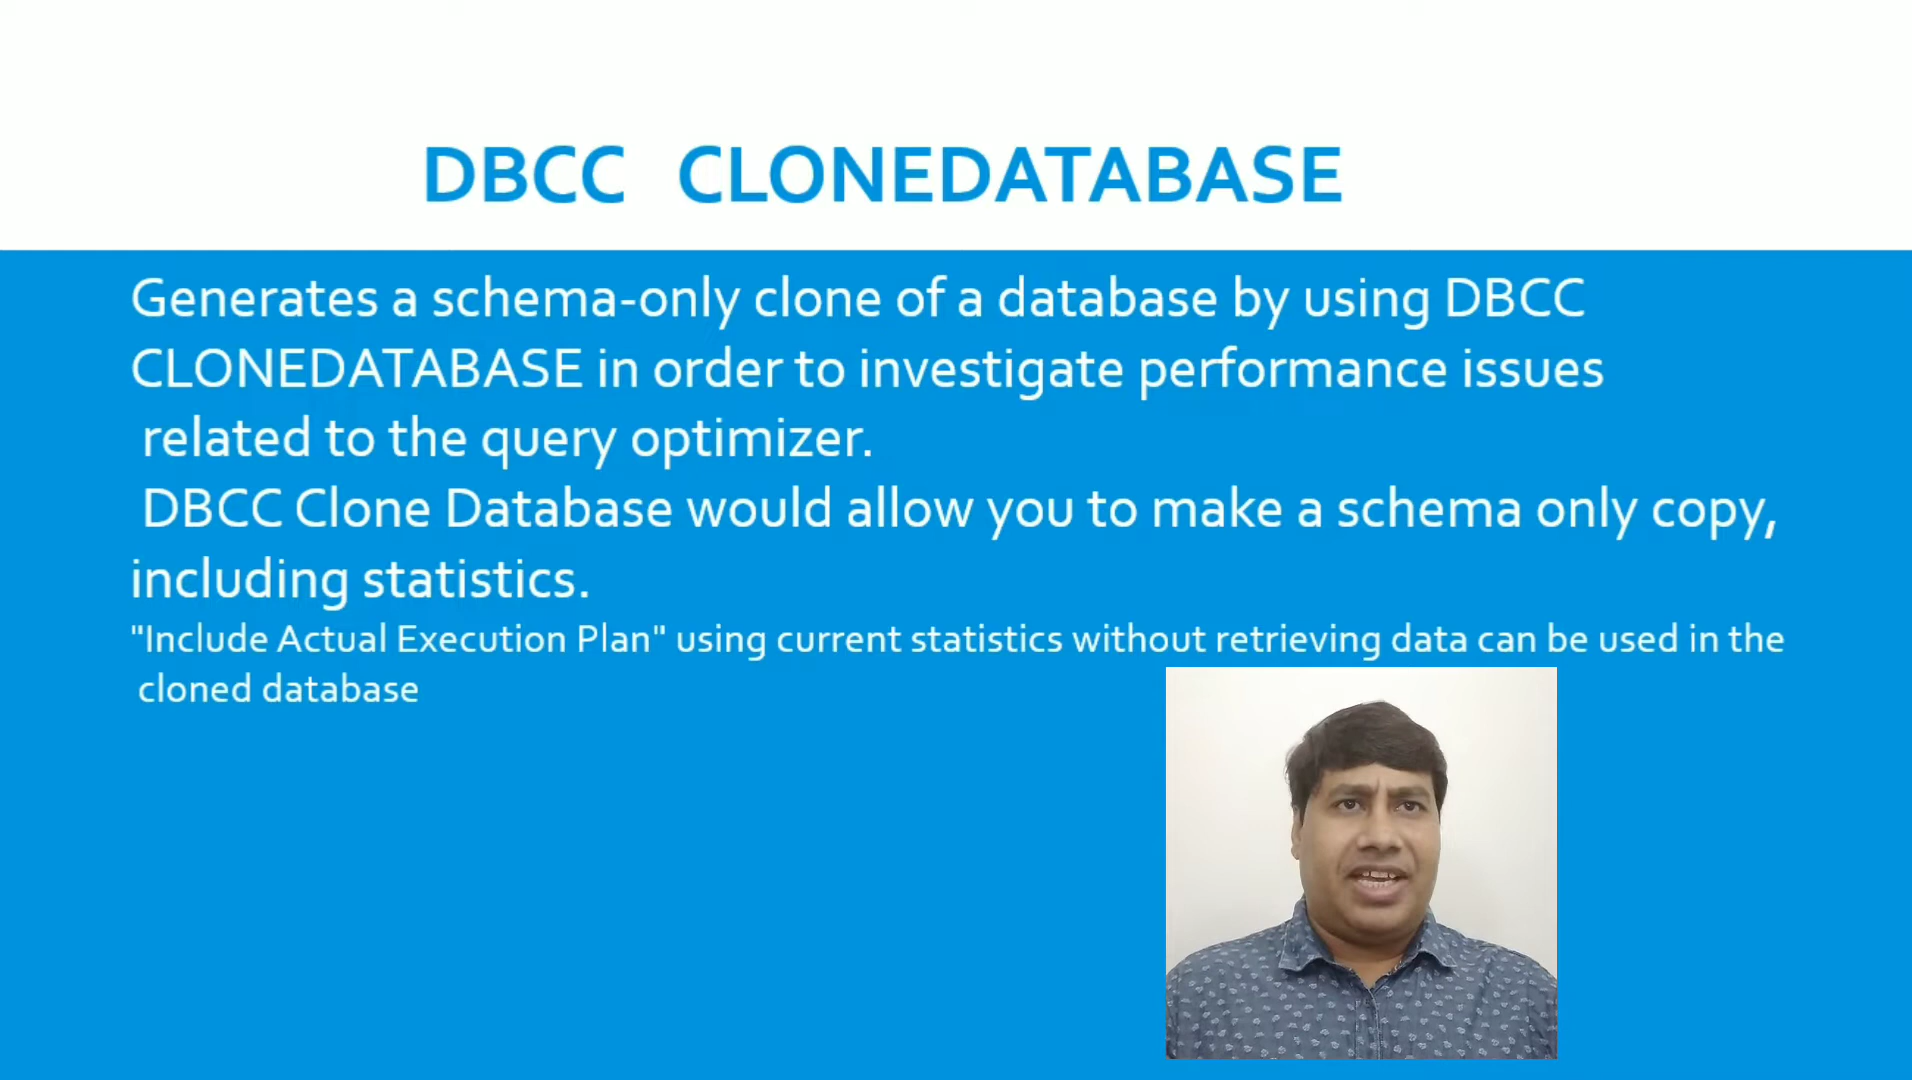 DBCC CLONEDATABASE
Generates a schema-only clone of a database by using DBCC
CLONEDATABASE in order to investigate performance issues
related to the query optimizer.
DBCC Clone Database would allow you to make a schema only copy,
including statistics.
"Include Actual Execution Plan" using current statistics without retrieving data can be used in the
cloned database